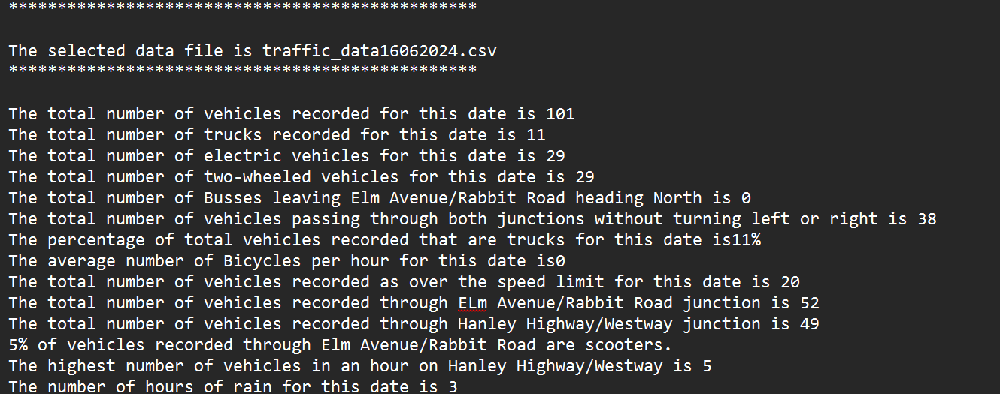 ************************************************
The selected data file is traffic_data16062024.csv
************************************************
The total number of vehicles recorded for this date is 101
The total number of trucks recorded for this date is 11
The total number of electric vehicles for this date is 29
The total number of two-wheeled vehicles for this date is 29
The total number of Busses leaving Elm Avenue/Rabbit Road heading North is 0
The total number of vehicles passing through both junctions without turning left or right is 38
The percentage of total vehicles recorded that are trucks for this date is11%
The average number of Bicycles per hour for this date is0
The total number of vehicles recorded as over the speed limit for this date is 20
The total number of vehicles recorded through ELm Avenue/Rabbit Road junction is 52
The total number of vehicles recorded through Hanley Highway/Westway junction is 49
5% of vehicles recorded through Elm Avenue/Rabbit Road are scooters.
The highest number of vehicles in an hour on Hanley Highway/Westway is 5
The number of hours of rain for this date is 3